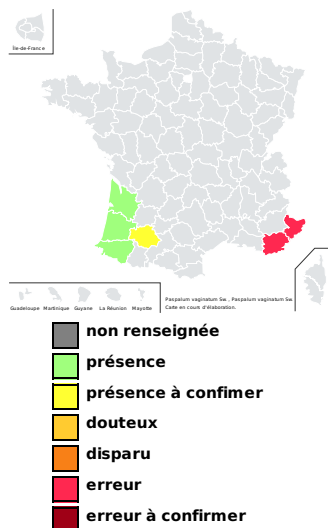 Île-de-France
Guadeloupe Martinique Guyane La Réunion Mayotte
Paspalum vaginatum Sw., Paspalum vaginatum Sw.
Carte en cours d'élaboration.
non renseignée
présence
présence à confimer
douteux
disparu
erreur
erreur à confirmer